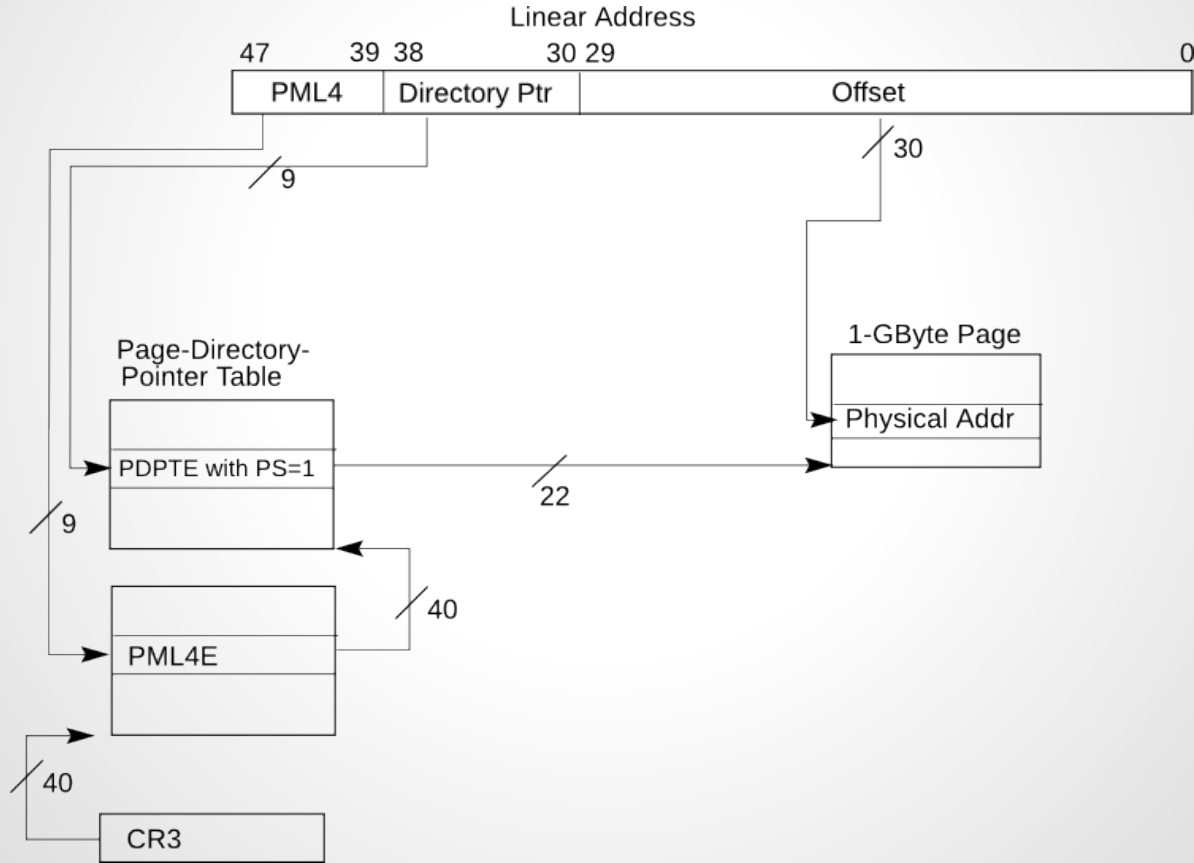 Linear Address
47 39 38 30 29 0
PML4 Directory Ptr Offset
9
30
1-GByte Page
Physical Addr
Page-Directory-
Pointer Table
PDPTE with PS=1
22
9
40
PML4E
40
CR3